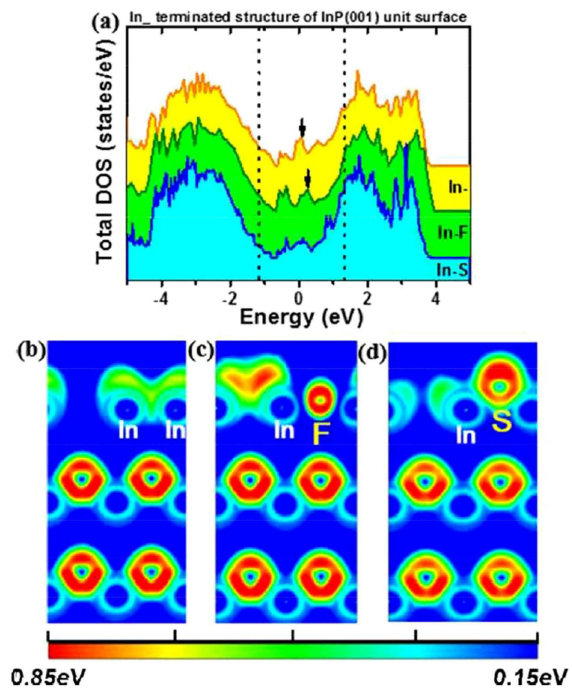 (a) In_ terminated structure of InP(001) unit surface
Total DOS (states/eV)
In-
In-F
In-S
-4 -2 0 2 4
Energy (eV)
(b) (c) (d)
In In In F In S
0.85eV 0.15eV